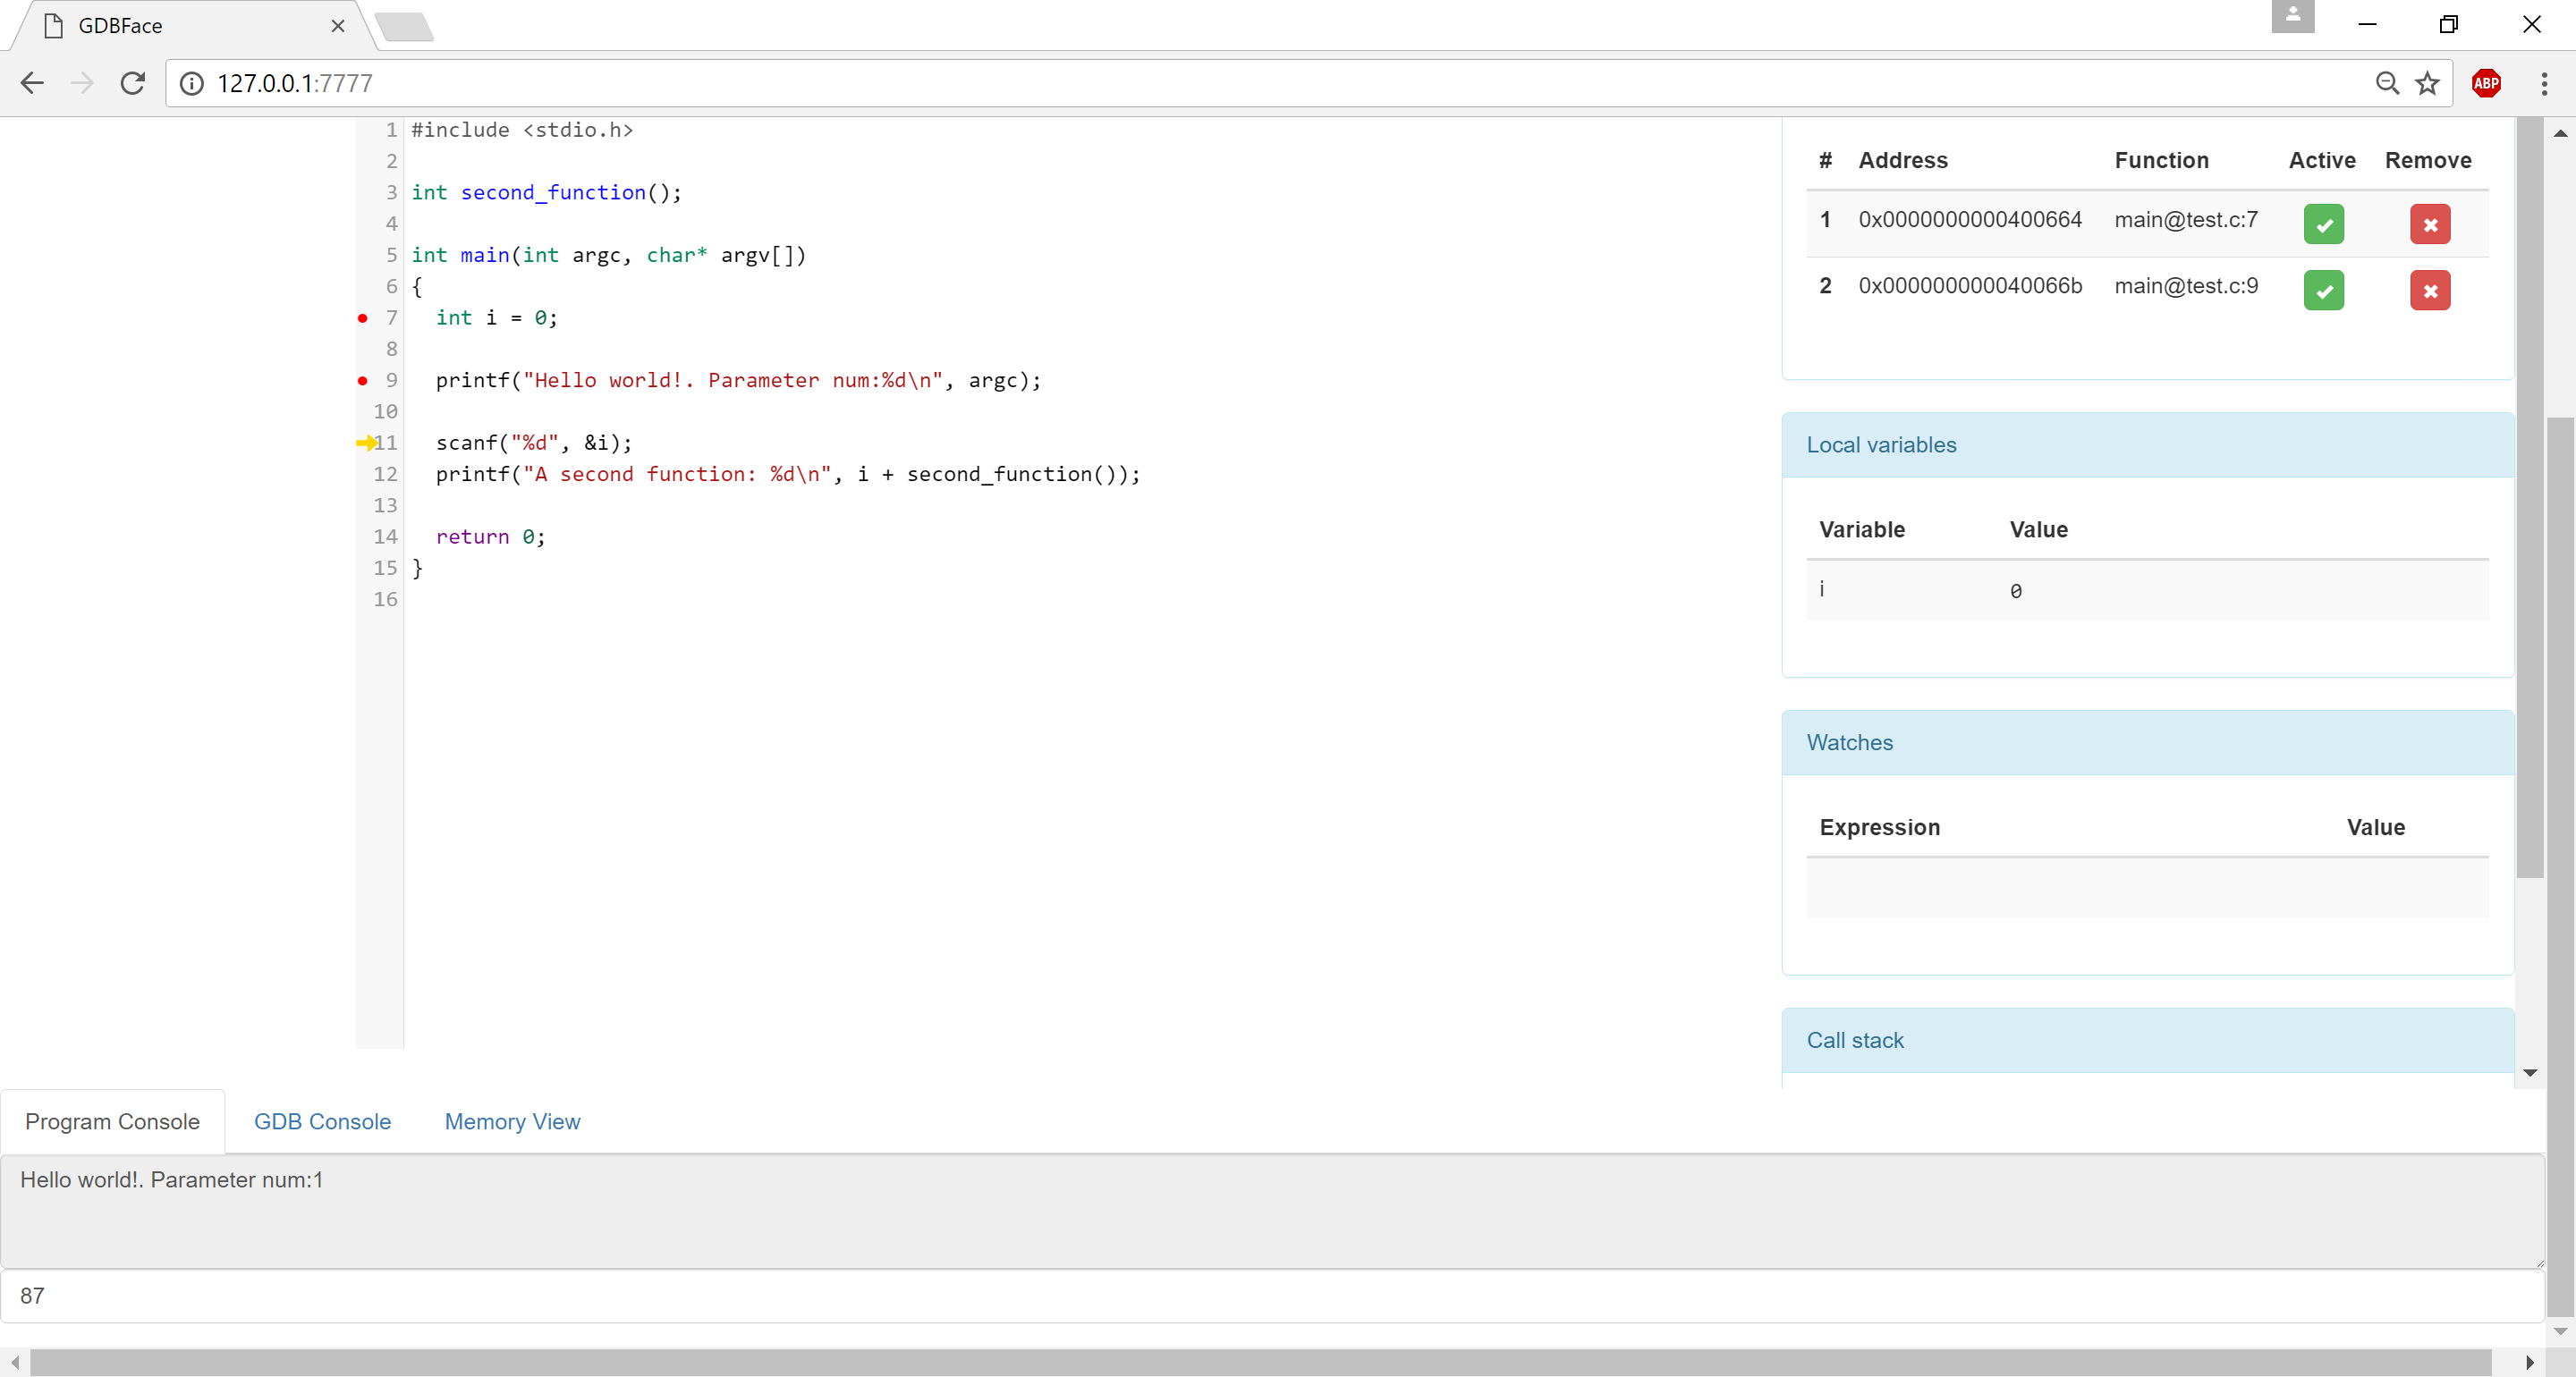 GDBFace
127.0.0.1:7777
ABP
1 #include <stdio.h>
2
3 int second_function();
4
5 int main(int argc, char* argv[])
6 {
7 int i = 0;
8
9 printf("Hello world!. Parameter num:%d\n", argc);
10
11 scanf("%d", &i);
12 printf("A second function: %d\n", i + second_function());
13
14 return 0;
15 }
16
# Address Function Active Remove
1 0x0000000000400664 main@test.c:7
2 0x000000000040066b main@test.c:9
Local variables
Variable Value
i 0
Watches
Expression Value
Call stack
Program Console GDB Console Memory View
Hello world!. Parameter num:1
87